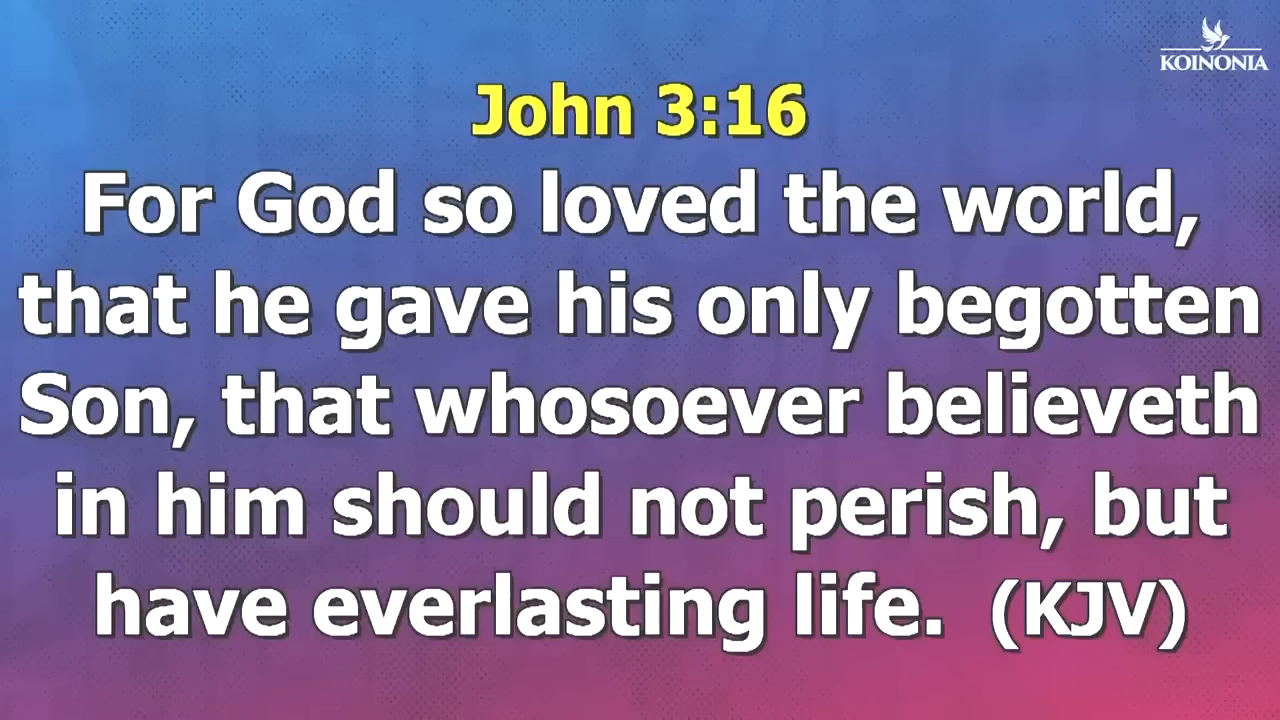 KOINONIA
John 3:16
For God so loved the world,
that he gave his only begotten
Son, that whosoever believeth
in him should not perish, but
have everlasting life.  (KJV)